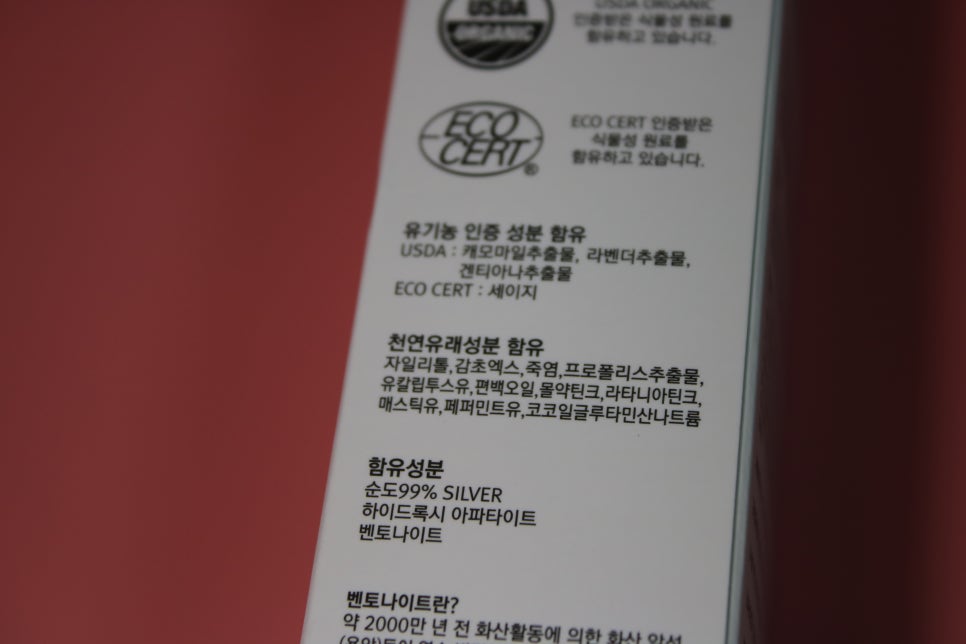 USDA
ORGANIC
USDA ORGANIC
인증받은 식물성 원료를
함유하고 있습니다.
ECO
CERT
®
ECO CERT 인증받은
식물성 원료를
함유하고 있습니다.
유기농 인증 성분 함유
USDA : 캐모마일추출물, 라벤더추출물,
겐티아나추출물
ECO CERT : 세이지
천연유래성분 함유
자일리톨,감초엑스,죽염,프로폴리스추출물,
유칼립투스유,편백오일,몰약틴크,라타니아틴크,
매스틱유,페퍼민트유,코코일글루타민산나트륨
함유성분
순도99% SILVER
하이드록시 아파타이트
벤토나이트
벤토나이트란?
약 2000만 년 전 화산활동에 의한 화산 암석